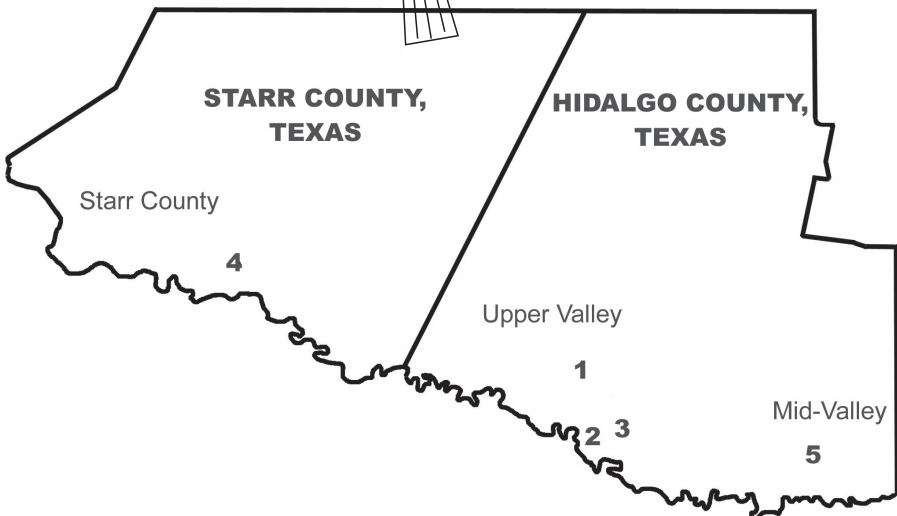 STARR COUNTY,
TEXAS
HIDALGO COUNTY,
TEXAS
Starr County
4
Upper Valley
1
Mid-Valley
2
3
5